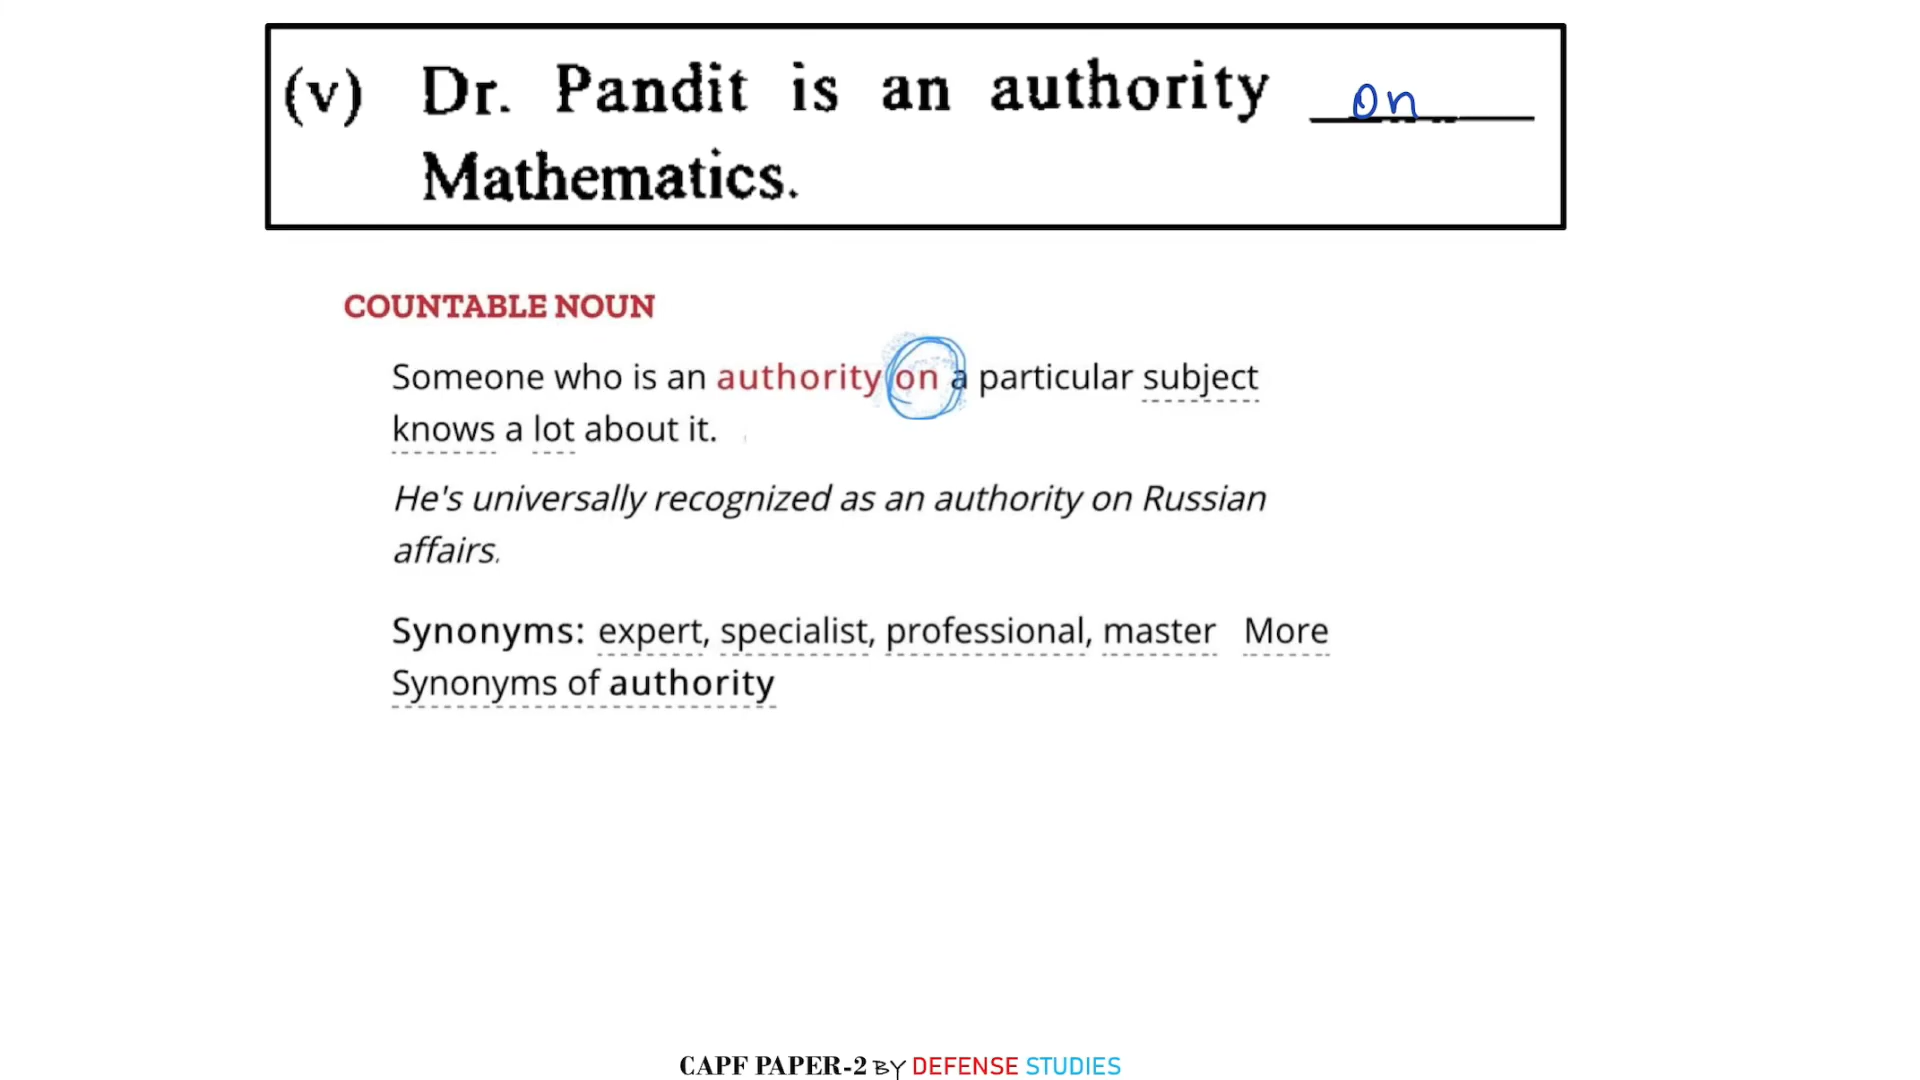 (v) Dr. Pandit is an authority on
Mathematics.
COUNTABLE NOUN
Someone who is an authority on a particular subject
knows a lot about it.
He's universally recognized as an authority on Russian
affairs.
Synonyms: expert, specialist, professional, master More
Synonyms of authority
CAPF PAPER-2 BY DEFENSE STUDIES